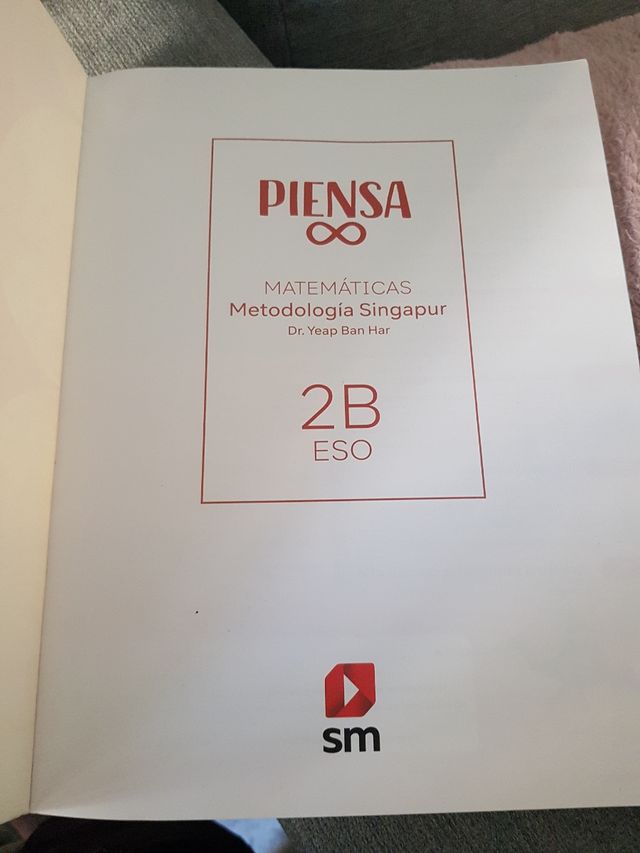 PIENSA
MATEMÁTICAS
Metodología Singapur
Dr. Yeap Ban Har
2B
ESO
sm